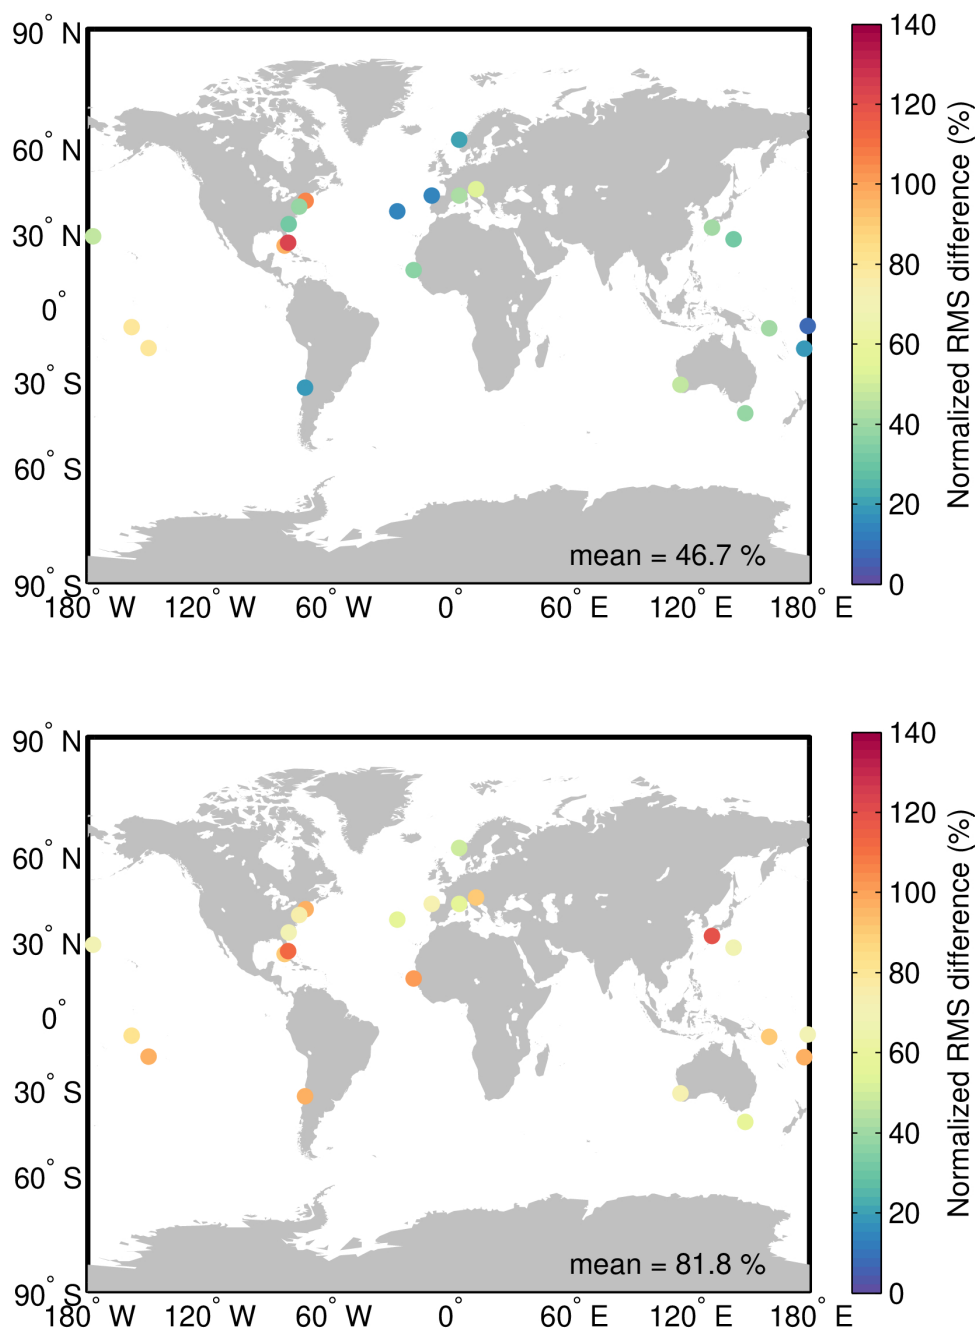 90° N
60° N
30° N
0°
30° S
60° S
90° S
180° W 120° W 60° W 0° 60° E 120° E 180° E
mean = 46.7 %
140
120
100
80
60
40
20
0
Normalized RMS difference (%)
90° N
60° N
30° N
0°
30° S
60° S
90° S
180° W 120° W 60° W 0° 60° E 120° E 180° E
mean = 81.8 %
140
120
100
80
60
40
20
0
Normalized RMS difference (%)